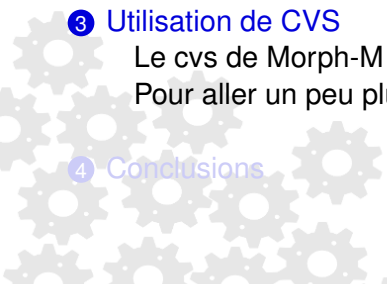 3 Utilisation de CVS
Le cvs de Morph-M
Pour aller un peu
4 Conclusions